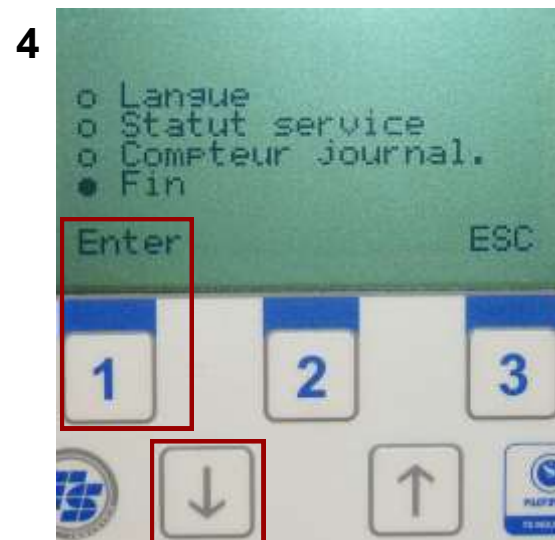 4
o Langue
o Statut service
o Compteur journal.
● Fin
Enter ESC
1 2 3
↓ ↑